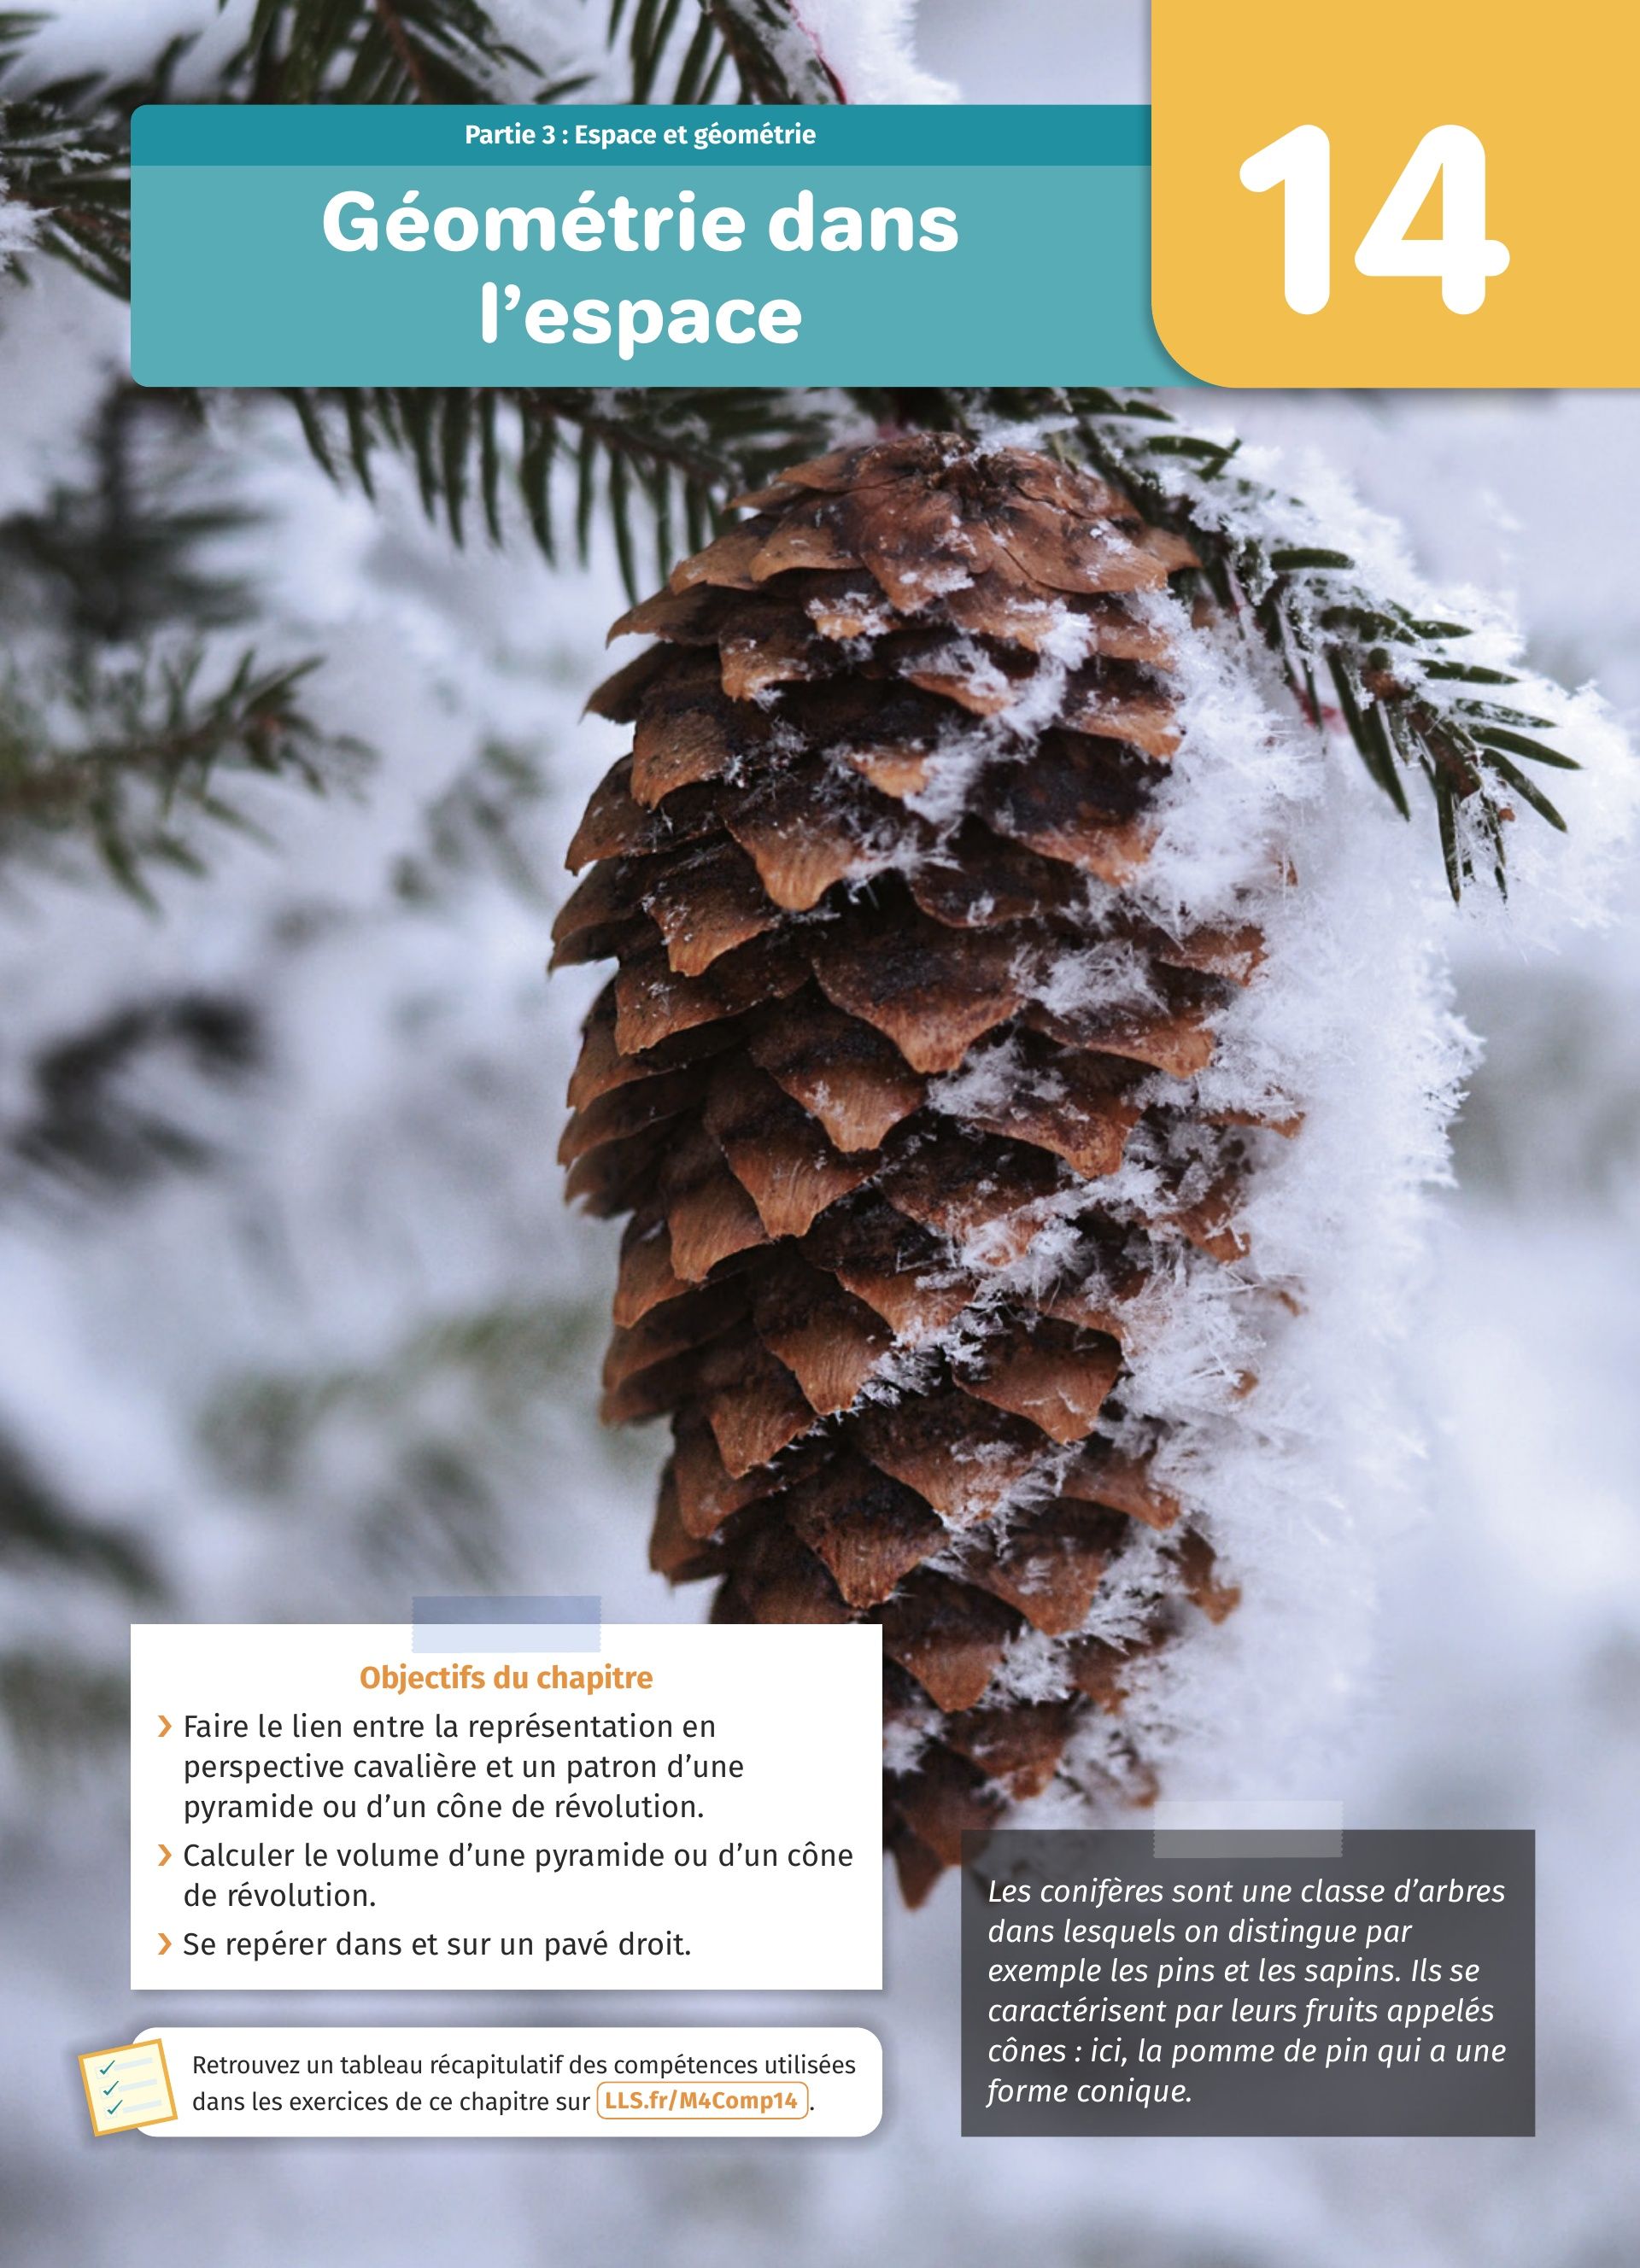 Partie 3 : Espace et géométrie
Géométrie dans
l’espace
14
Objectifs du chapitre
❯ Faire le lien entre la représentation en
perspective cavalière et un patron d’une
pyramide ou d’un cône de révolution.
❯ Calculer le volume d’une pyramide ou d’un cône
de révolution.
❯ Se repérer dans et sur un pavé droit.
Retrouvez un tableau récapitulatif des compétences utilisées
dans les exercices de ce chapitre sur LLS.fr/M4Comp14 .
Les conifères sont une classe d’arbres
dans lesquels on distingue par
exemple les pins et les sapins. Ils se
caractérisent par leurs fruits appelés
cônes : ici, la pomme de pin qui a une
forme conique.